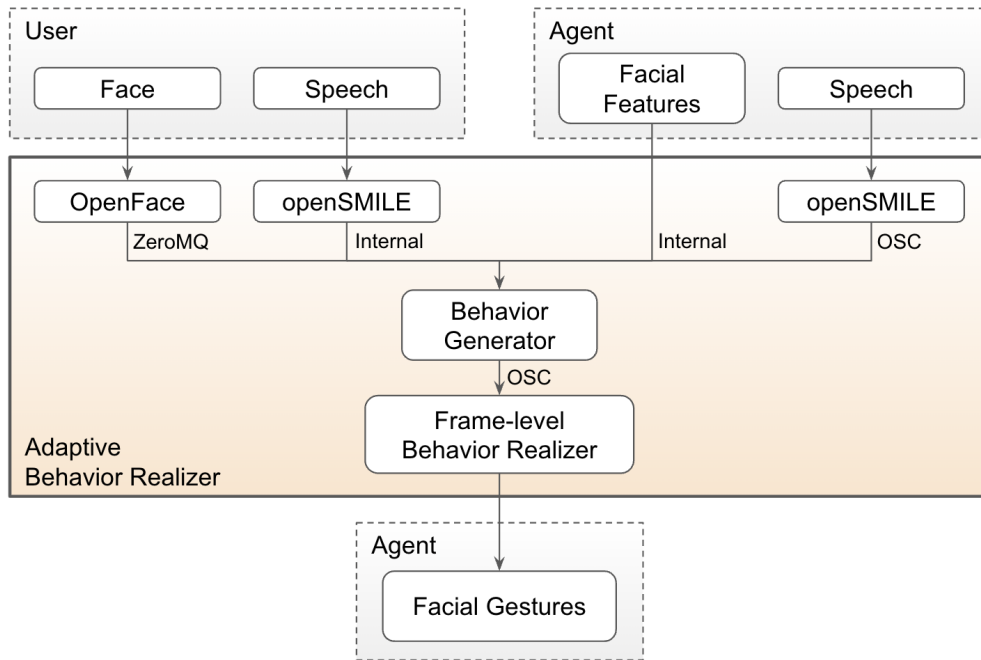 User
Agent
Face
Speech
Facial
Features
Speech
OpenFace
openSMILE
openSMILE
ZeroMQ
Internal
Internal
OSC
Behavior
Generator
OSC
Frame-level
Behavior Realizer
Adaptive
Behavior Realizer
Agent
Facial Gestures